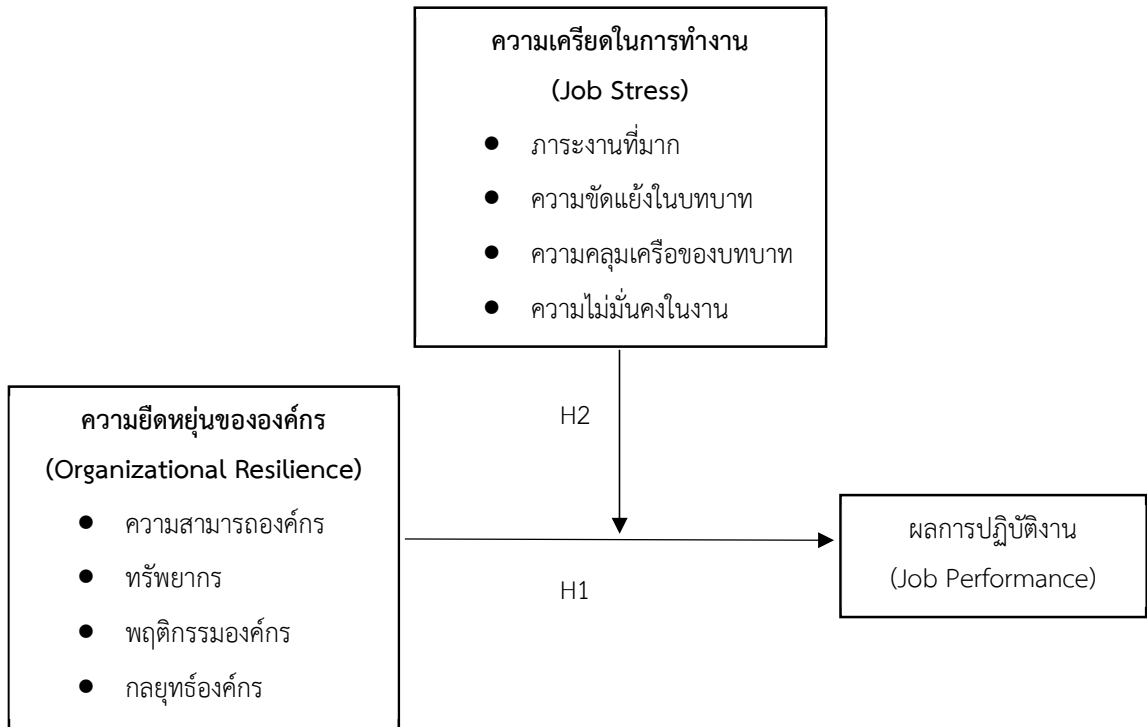 ความเครียดในการทำงาน
(Job Stress)
● ภาระงานที่มาก
● ความขัดแย้งในบทบาท
● ความคลุมเครือของบทบาท
● ความไม่มั่นคงในงาน
H2
ความยืดหยุ่นขององค์กร
(Organizational Resilience)
● ความสามารถองค์กร
● ทรัพยากร
● พฤติกรรมองค์กร
● กลยุทธ์องค์กร
H1
ผลการปฏิบัติงาน
(Job Performance)